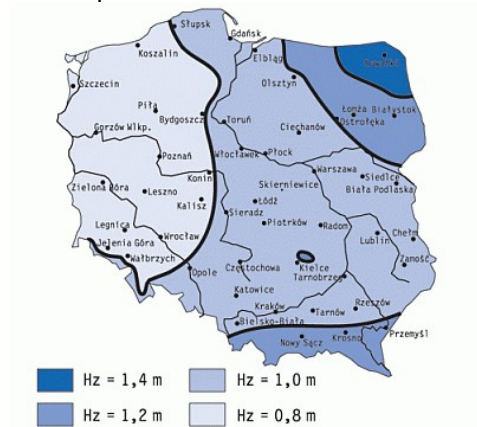 Słupsk
Gdańsk
Koszalin
Elbląg
Suwałki
Olsztyn
Szczecin
Piła
Bydgoszcz
Toruń
Łomża Białystok
Ostrołęka
Ciechanów
Gorzów Wlkp.
Poznań
Włocławek
Płock
Warszawa
Konin
Siedlce
Biała Podlaska
Skierniewice
Zielona Góra
Leszno
Kalisz
Łódź
Sieradz
Piotrków
Radom
Legnica
Wrocław
Jelenia Góra
Wałbrzych
Lublin
Chełm
Zamość
Opole
Częstochowa
Kielce
Tarnobrzeg
Katowice
Kraków
Tarnów
Rzeszów
Bielsko-Biała
Przemyśl
Nowy Sącz
Krosno
Hz = 1,4 m
Hz = 1,0 m
Hz = 1,2 m
Hz = 0,8 m